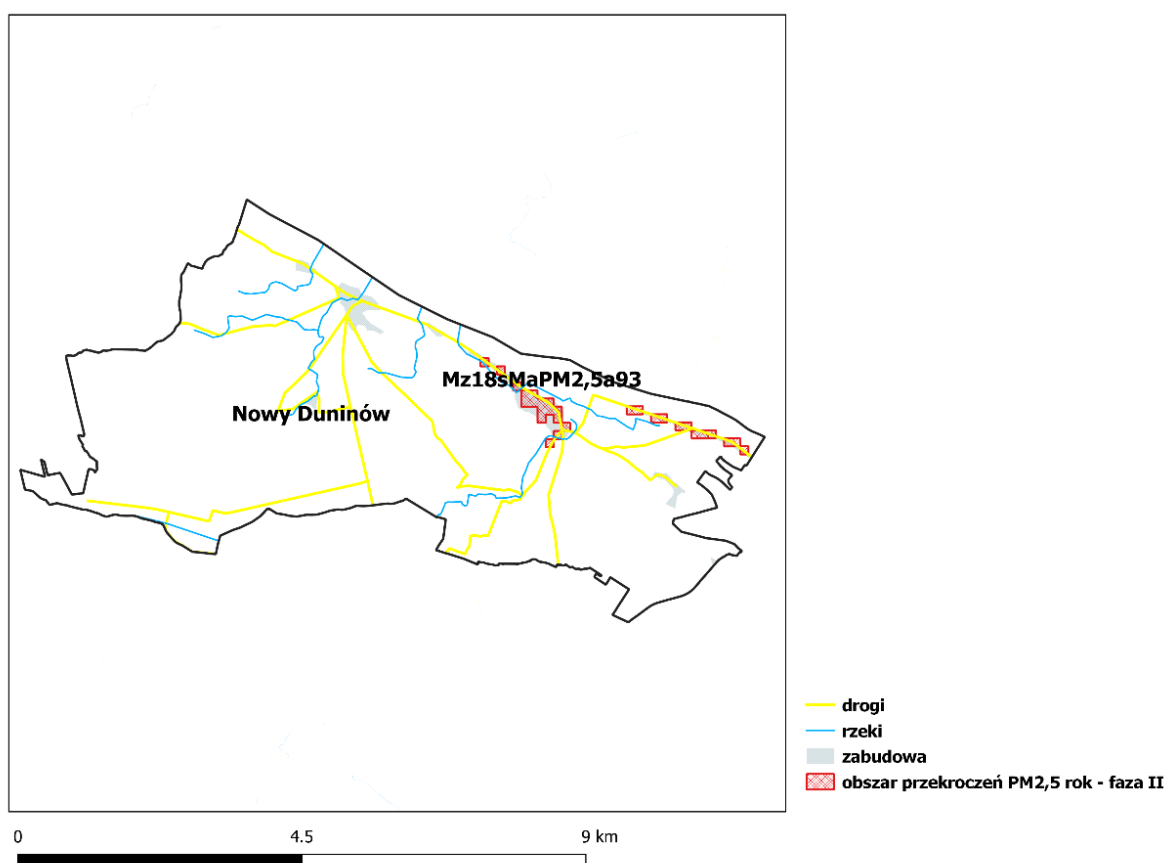 Mz18sMaPM2,5a93
Nowy Duninów
drogi
rzeki
zabudowa
obszar przekroczeń PM2,5 rok - faza II
0 4.5 9 km